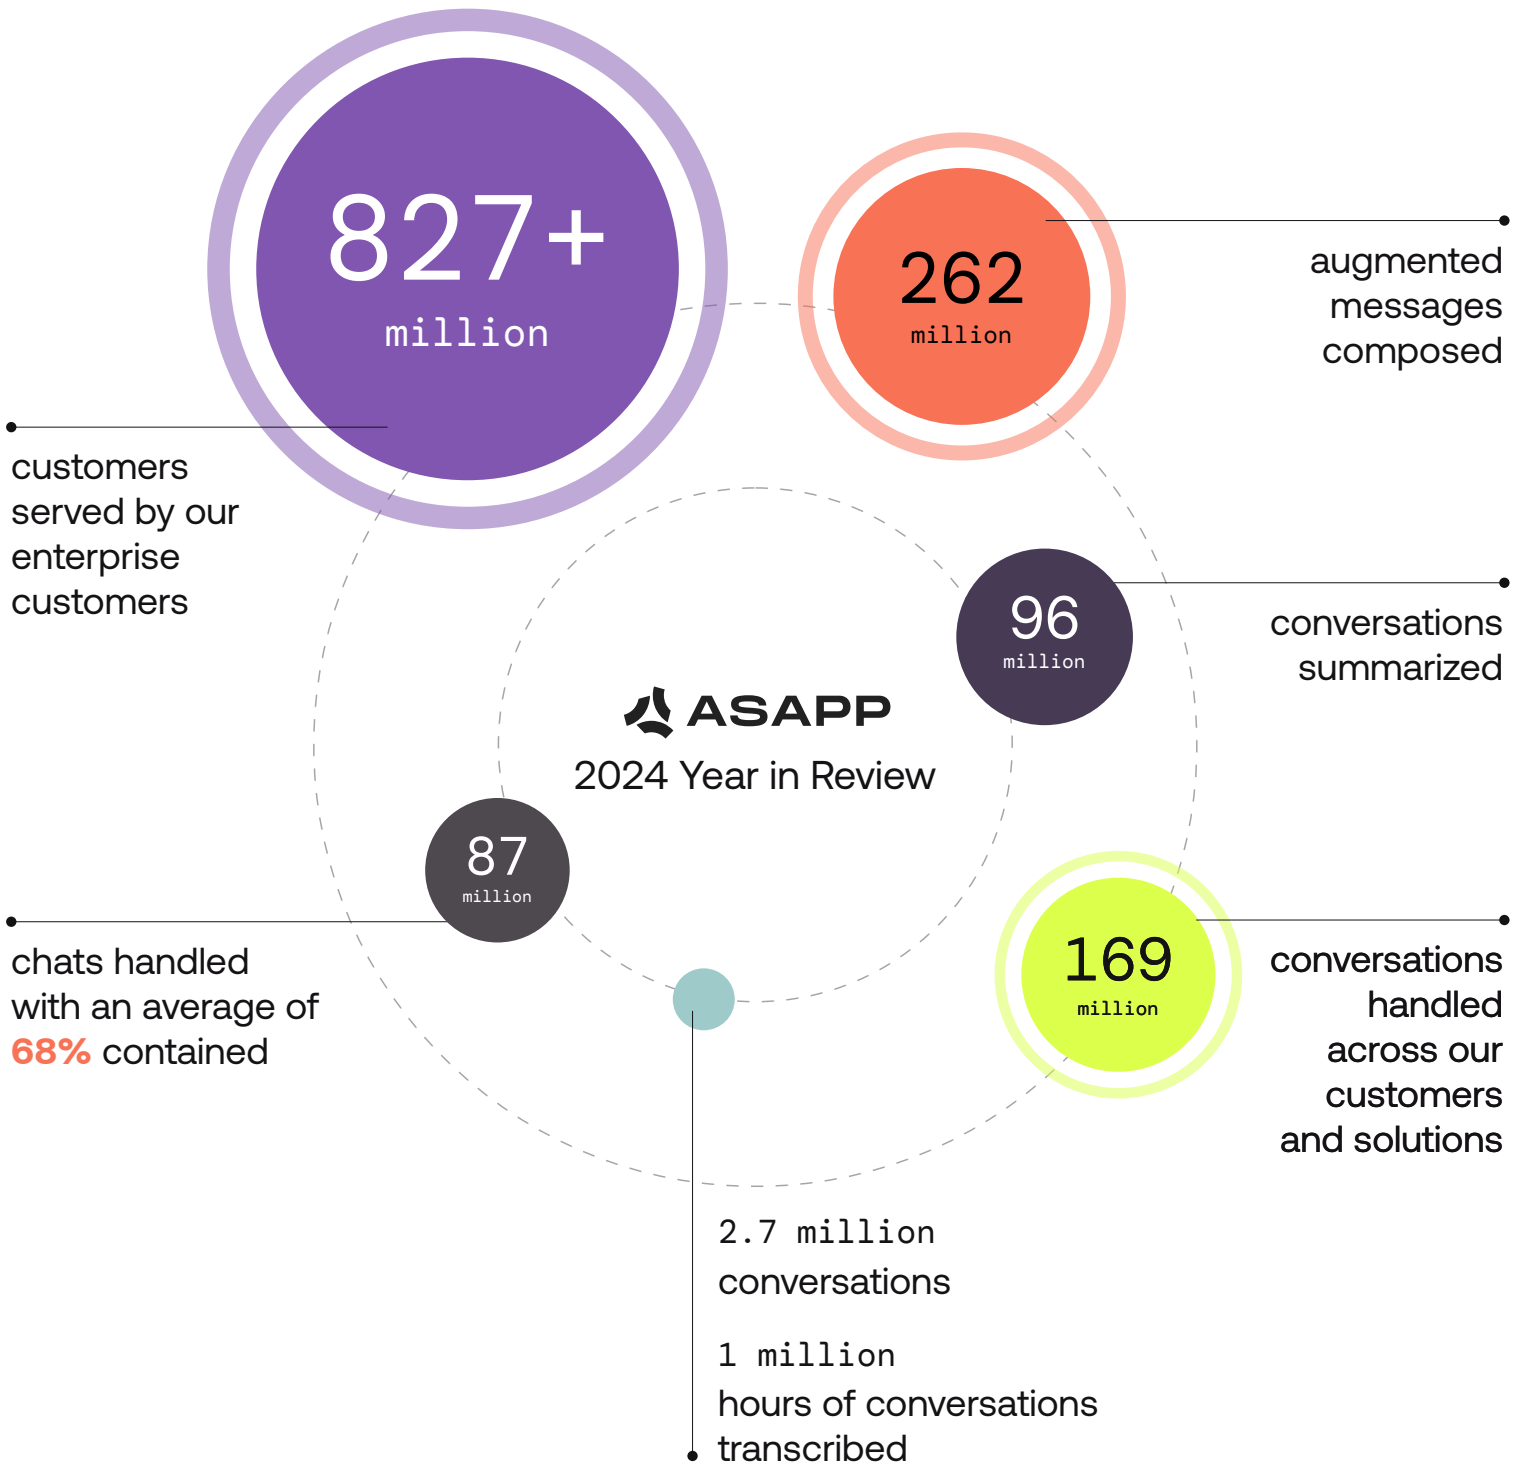 827+
million
customers
served by our
enterprise
customers
262
million
augmented
messages
composed
96
million
conversations
summarized
ASAPP
2024 Year in Review
87
million
chats handled
with an average of
68% contained
169
million
conversations
handled
across our
customers
and solutions
2.7 million
conversations
1 million
hours of conversations
transcribed